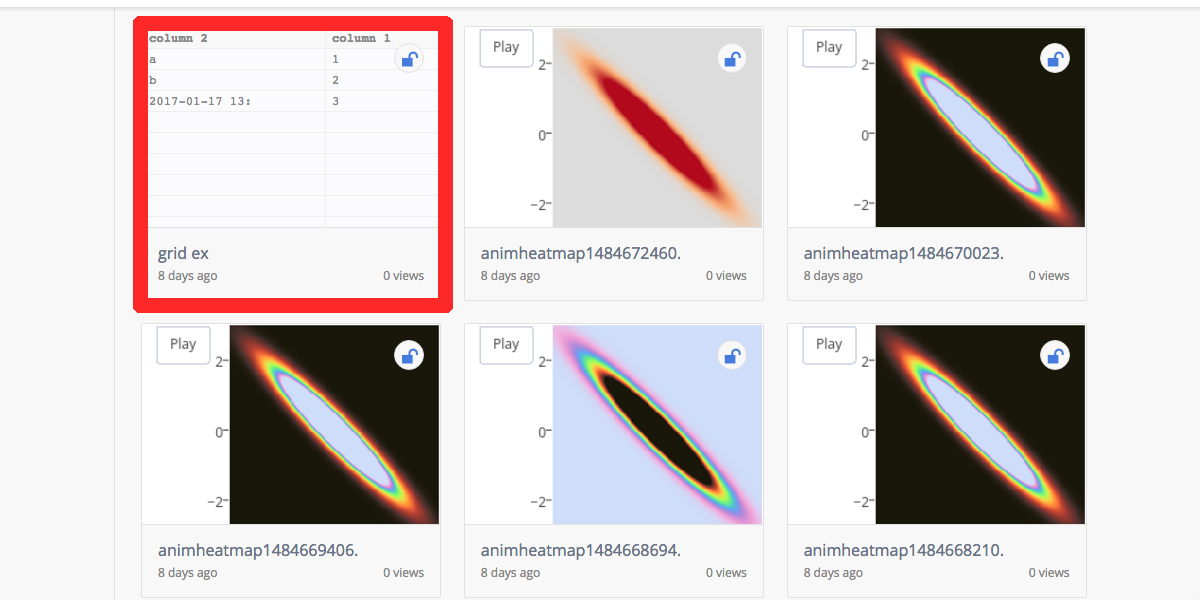 column 2 column 1
a 1
b 2
2017-01-17 13: 3
grid ex
8 days ago 0 views
Play
2
0
−2
animheatmap1484672460.
8 days ago 0 views
Play
2
0
−2
animheatmap1484670023.
8 days ago 0 views
Play
2
0
−2
animheatmap1484669406.
8 days ago 0 views
Play
2
0
−2
animheatmap1484668694.
8 days ago 0 views
Play
2
0
−2
animheatmap1484668210.
8 days ago 0 views